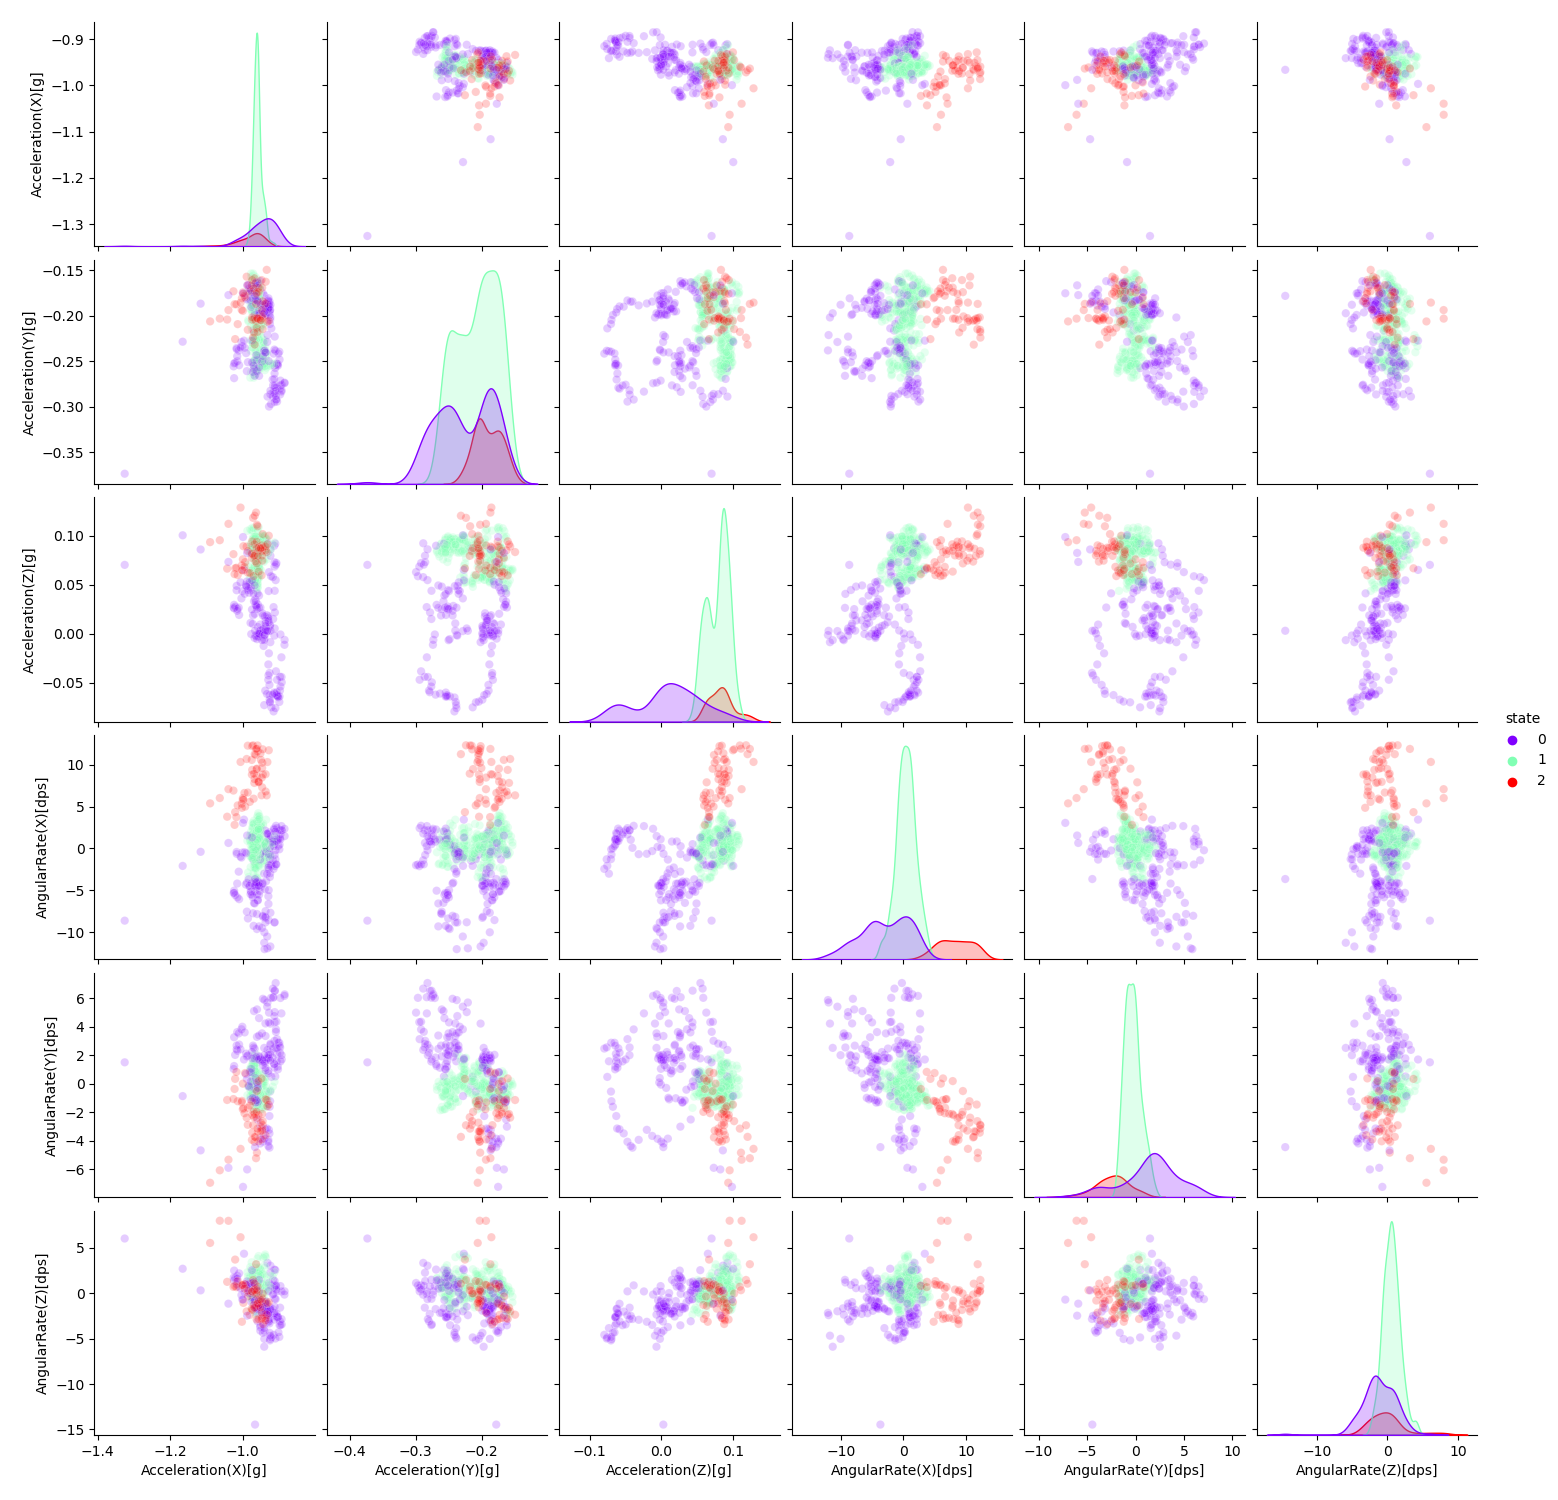 −0.9
−1.0
−1.1
−1.2
−1.3
Acceleration(X)[g]
−0.15
−0.20
−0.25
−0.30
−0.35
Acceleration(Y)[g]
0.10
0.05
0.00
−0.05
Acceleration(Z)[g]
state
0
1
2
10
5
0
−5
−10
AngularRate(X)[dps]
6
4
2
0
−2
−4
−6
AngularRate(Y)[dps]
5
0
−5
−10
−15
AngularRate(Z)[dps]
−1.4 −1.2 −1.0
−0.4 −0.3 −0.2
−0.1 0.0 0.1
−10 0 10
−10 −5 0 5 10
−10 0 10
Acceleration(X)[g]
Acceleration(Y)[g]
Acceleration(Z)[g]
AngularRate(X)[dps]
AngularRate(Y)[dps]
AngularRate(Z)[dps]